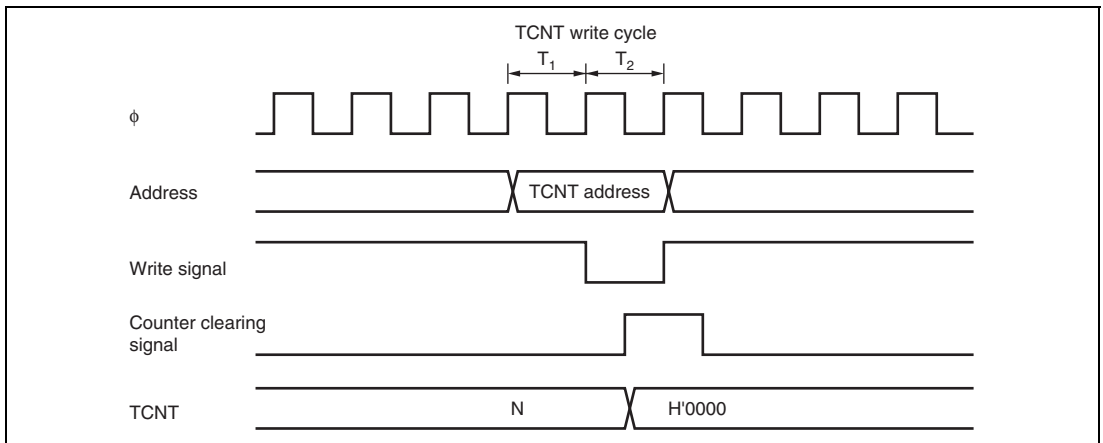 TCNT write cycle
T1 T2
ϕ
Address
TCNT address
Write signal
Counter clearing
signal
TCNT
N
H'0000